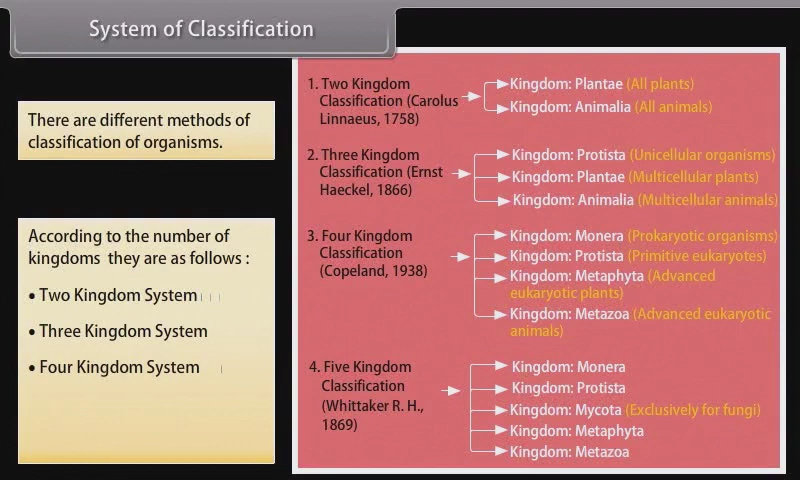 System of Classification
There are different methods of
classification of organisms.
According to the number of
kingdoms they are as follows :
• Two Kingdom System
• Three Kingdom System
• Four Kingdom System
1. Two Kingdom
Classification (Carolus
Linnaeus, 1758)
Kingdom: Plantae (All plants)
Kingdom: Animalia (All animals)
2. Three Kingdom
Classification (Ernst
Haeckel, 1866)
Kingdom: Protista (Unicellular organisms)
Kingdom: Plantae (Multicellular plants)
Kingdom: Animalia (Multicellular animals)
3. Four Kingdom
Classification
(Copeland, 1938)
Kingdom: Monera (Prokaryotic organisms)
Kingdom: Protista (Primitive eukaryotes)
Kingdom: Metaphyta (Advanced
eukaryotic plants)
Kingdom: Metazoa (Advanced eukaryotic
animals)
4. Five Kingdom
Classification
(Whittaker R. H.,
1869)
Kingdom: Monera
Kingdom: Protista
Kingdom: Mycota (Exclusively for fungi)
Kingdom: Metaphyta
Kingdom: Metazoa